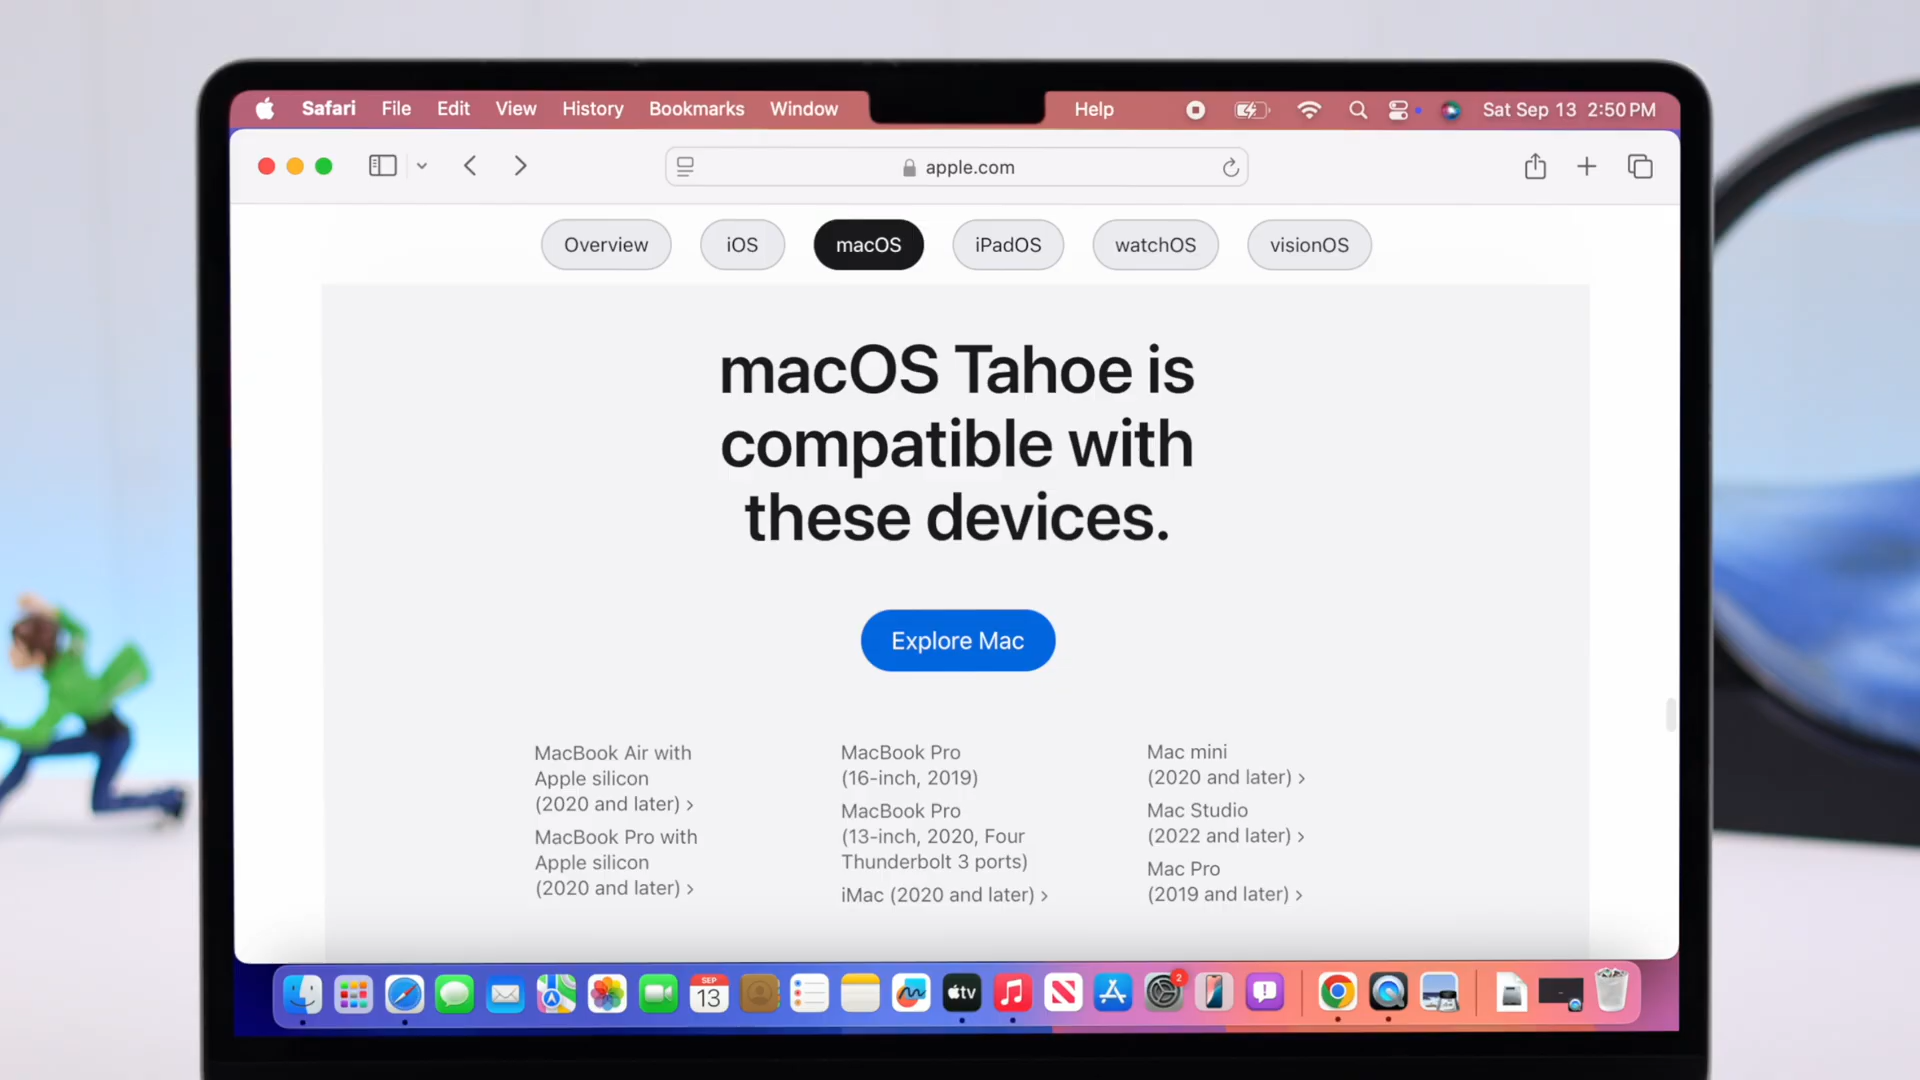 Safari File Edit View History Bookmarks Window Help Sat Sep 13 2:50 PM
apple.com
Overview iOS macOS iPadOS watchOS visionOS
macOS Tahoe is
compatible with
these devices.
Explore Mac
MacBook Air with
Apple silicon
(2020 and later) ›
MacBook Pro with
Apple silicon
(2020 and later) ›
MacBook Pro
(16-inch, 2019)
MacBook Pro
(13-inch, 2020, Four
Thunderbolt 3 ports)
iMac (2020 and later) ›
Mac mini
(2020 and later) ›
Mac Studio
(2022 and later) ›
Mac Pro
(2019 and later) ›
SEP
13
tv
2